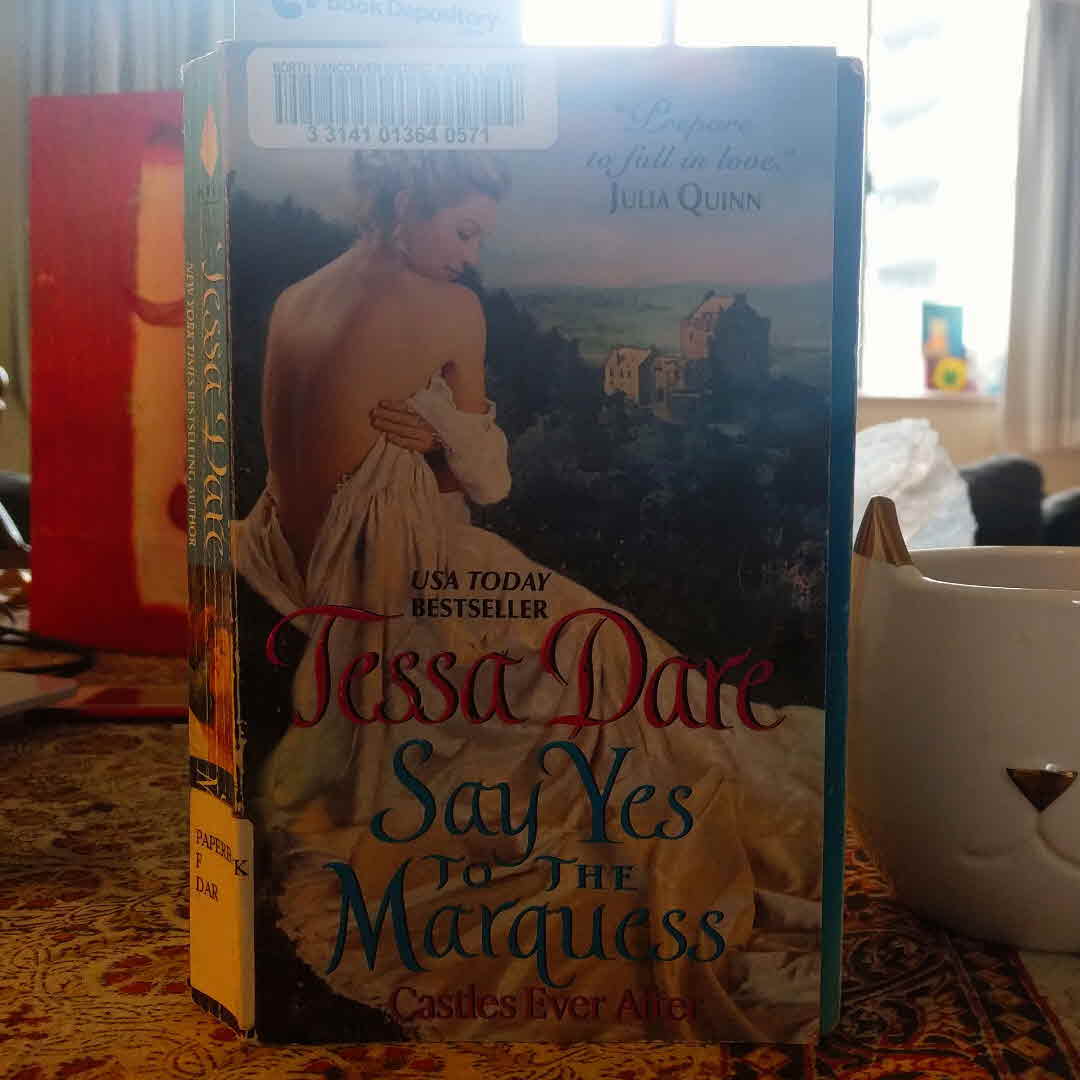 Book Depository
NORTH VANCOUVER DISTRICT PUBLIC LIBRARY
3 3141 01364 0571
"Prepare
to fall in love."
JULIA QUINN
USA TODAY
BESTSELLER
Tessa Dare
Say Yes
TO THE
Marquess
Castles Ever After
Tessa Dare
NEW YORK TIMES BESTSELLING AUTHOR
PAPERB K
F
DAR